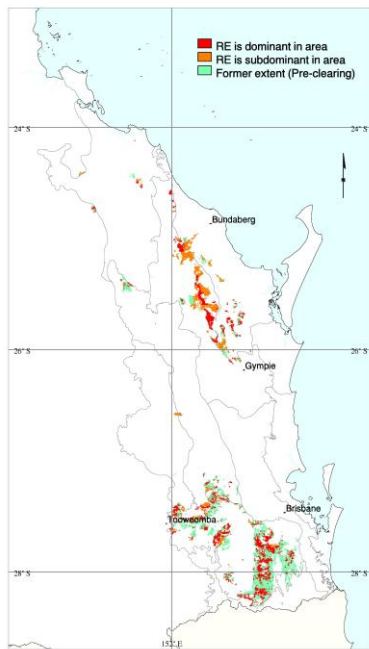 RE is dominant in area
RE is subdominant in area
Former extent (Pre-clearing)
24° S
24° S
Bundaberg
26° S
26° S
Gympie
Toowoomba
Brisbane
28° S
28° S
152° E